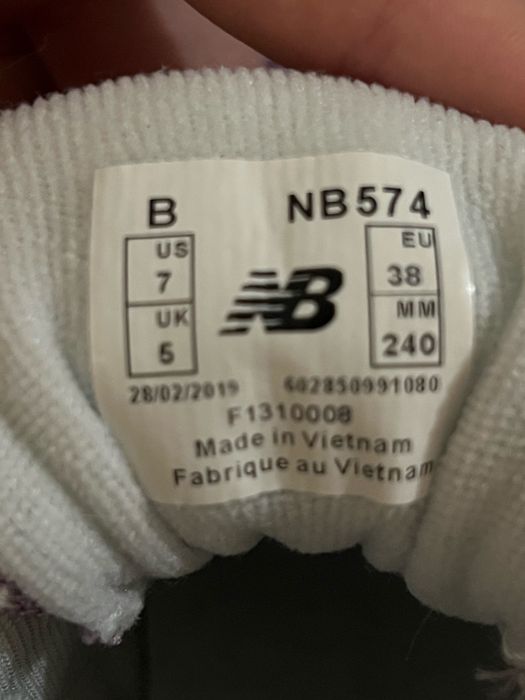 B NB574
US EU
7 38
UK MM
5 240
NB
28/02/2019 602850991080
F1310008
Made in Vietnam
Fabrique au Vietnam